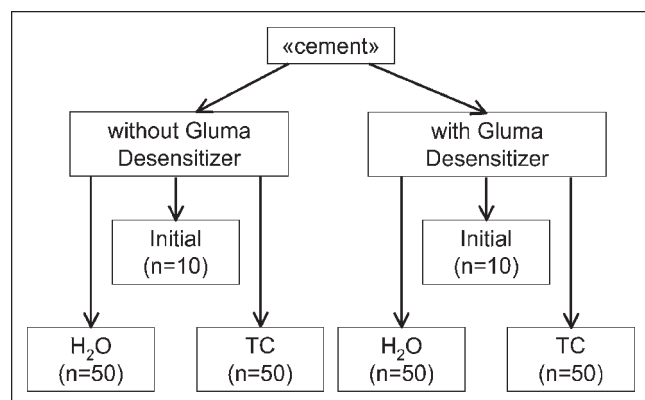 «cement»
without Gluma
Desensitizer
with Gluma
Desensitizer
Initial
(n=10)
Initial
(n=10)
H₂O
(n=50)
TC
(n=50)
H₂O
(n=50)
TC
(n=50)